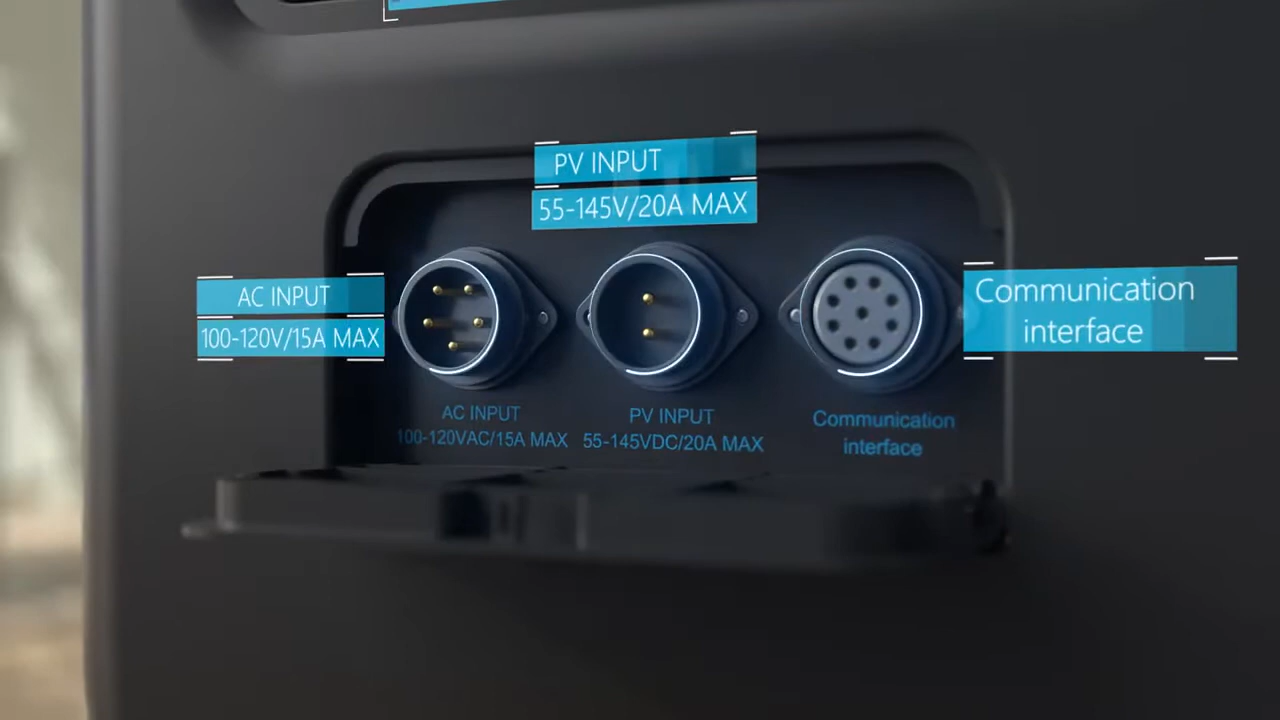 PV INPUT
55-145V/20A MAX
AC INPUT
100-120V/15A MAX
Communication
interface
AC INPUT
100-120VAC/15A MAX
PV INPUT
55-145VDC/20A MAX
Communication
interface